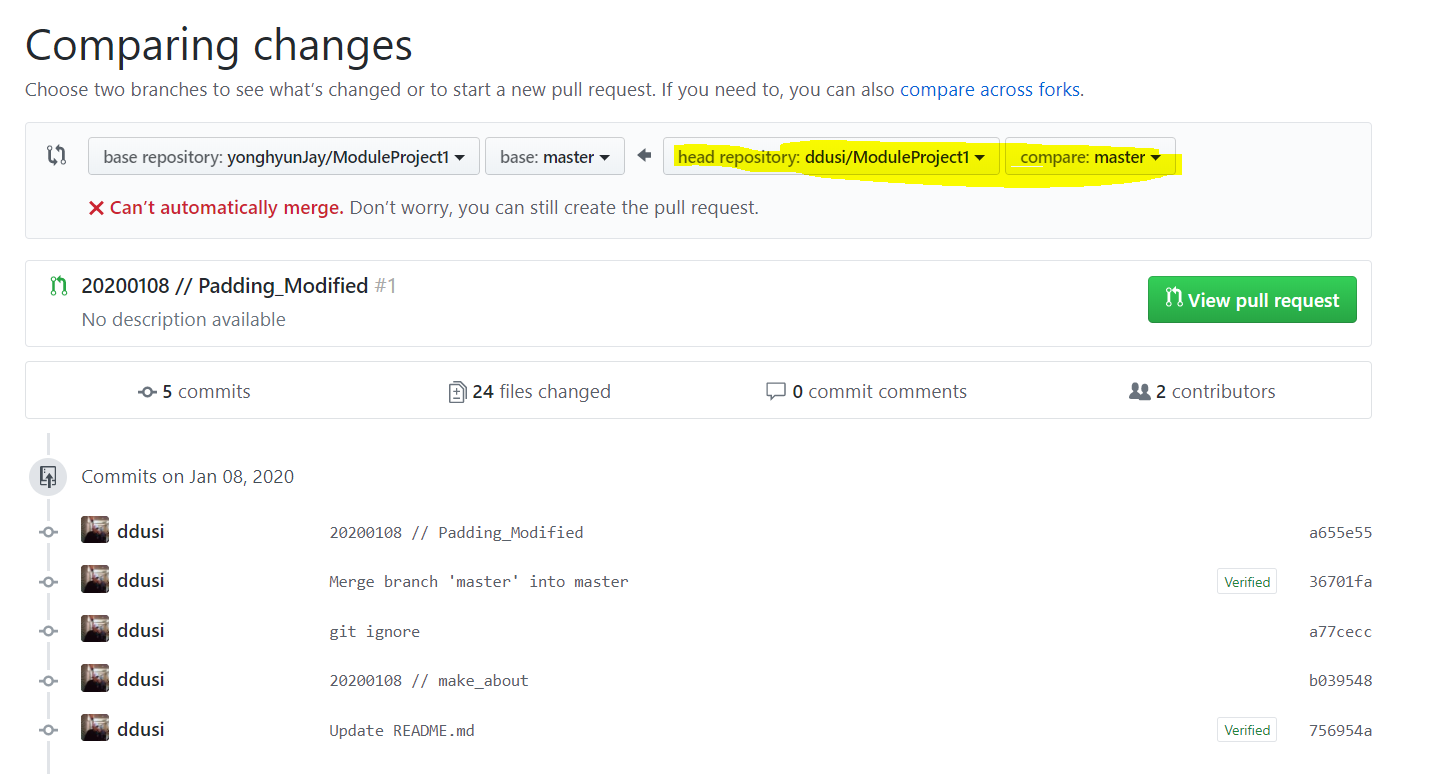 Comparing changes
Choose two branches to see what's changed or to start a new pull request. If you need to, you can also compare across forks.
base repository: yonghyunJay/ModuleProject1 base: master head repository: ddusi/ModuleProject1 compare: master
Can't automatically merge. Don't worry, you can still create the pull request.
20200108 // Padding_Modified #1
No description available
View pull request
5 commits 24 files changed 0 commit comments 2 contributors
Commits on Jan 08, 2020
ddusi 20200108 // Padding_Modified a655e55
ddusi Merge branch 'master' into master Verified 36701fa
ddusi git ignore a77cecc
ddusi 20200108 // make_about b039548
ddusi Update README.md Verified 756954a